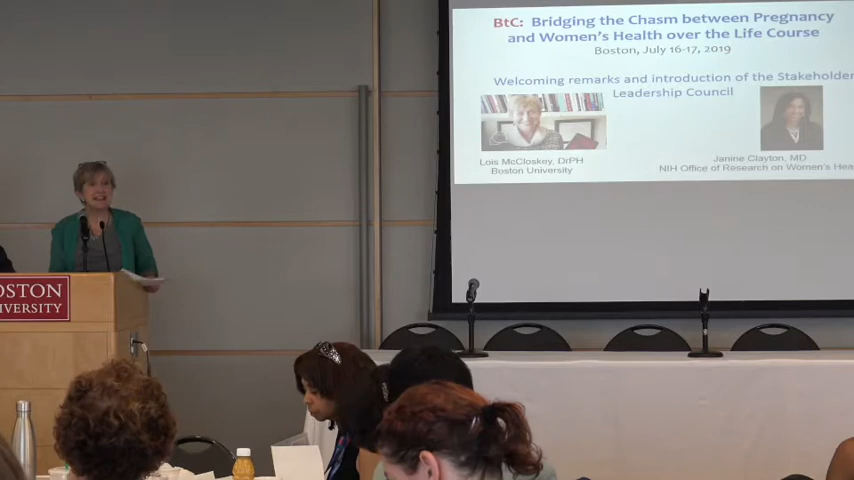 BtC: Bridging the Chasm between Pregnancy
and Women's Health over the Life Course
Boston, July 16-17, 2019
Welcoming remarks and introduction of the Stakeholder
Leadership Council
Lois McCloskey, DrPH
Boston University
Janine Clayton, MD
NIH Office of Research on Women's Hea
OSTON
IVERSITY